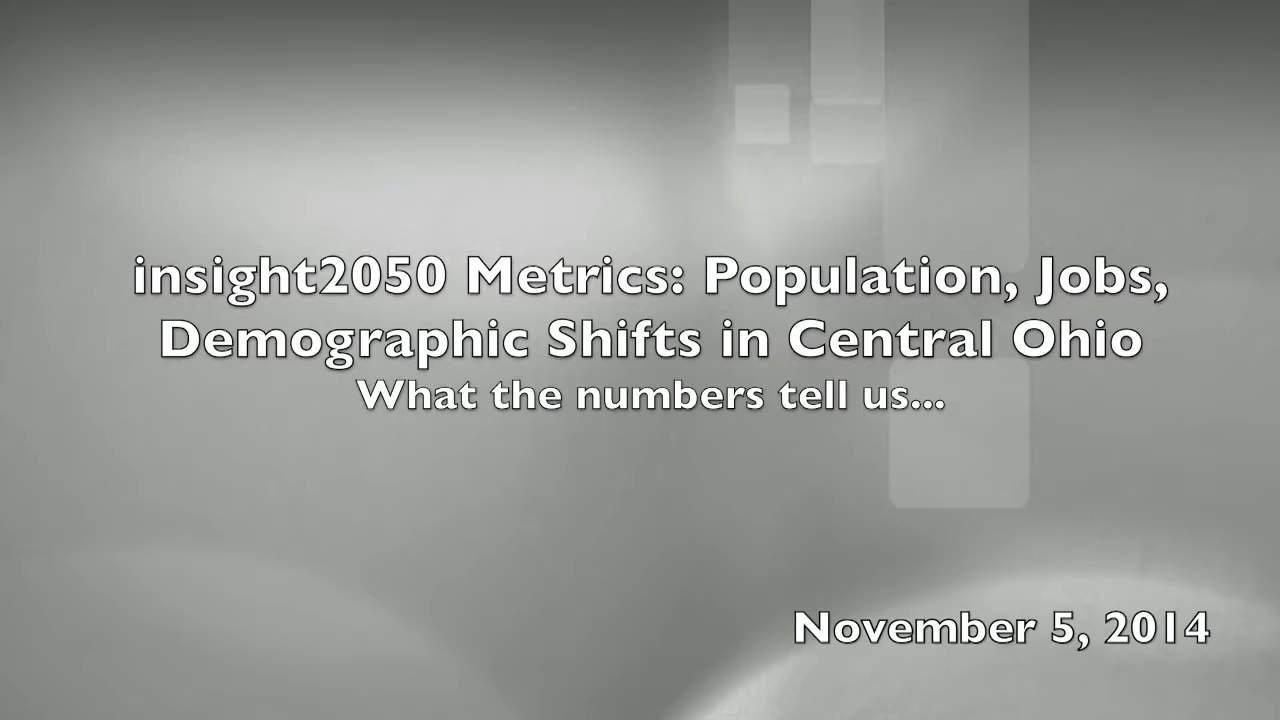 insight2050 Metrics: Population, Jobs,
Demographic Shifts in Central Ohio
What the numbers tell us...
November 5, 2014